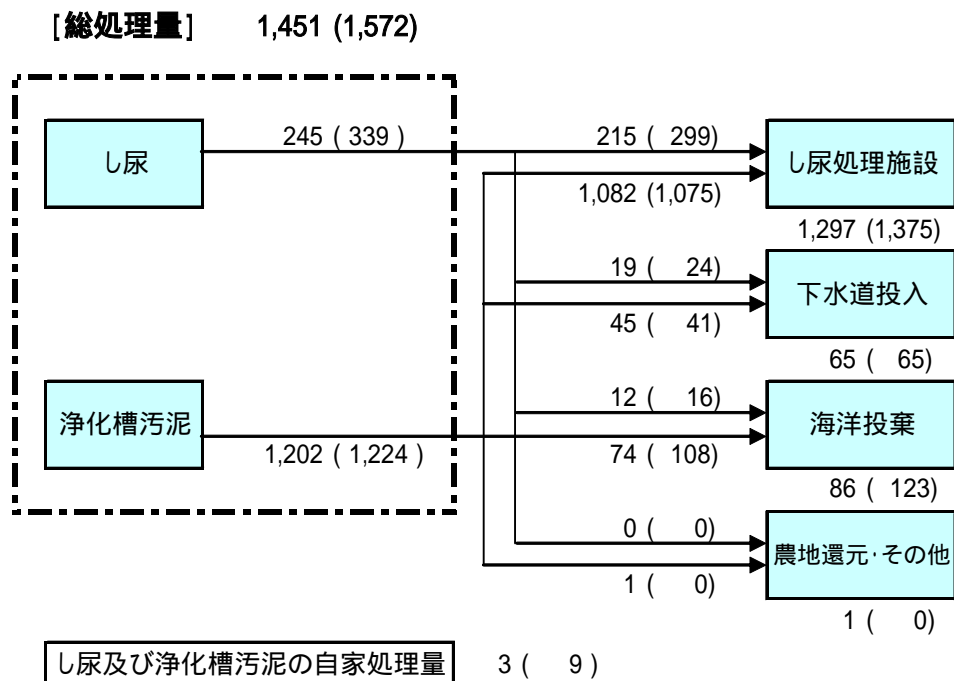 [総処理量] 1,451 (1,572)
し尿
245 ( 339 )
215 ( 299)
し尿処理施設
1,082 (1,075)
1,297 (1,375)
19 ( 24)
下水道投入
45 ( 41)
65 ( 65)
浄化槽汚泥
1,202 ( 1,224 )
12 ( 16)
海洋投棄
74 ( 108)
86 ( 123)
0 ( 0)
農地還元・その他
1 ( 0)
1 ( 0)
し尿及び浄化槽汚泥の自家処理量 3 ( 9 )